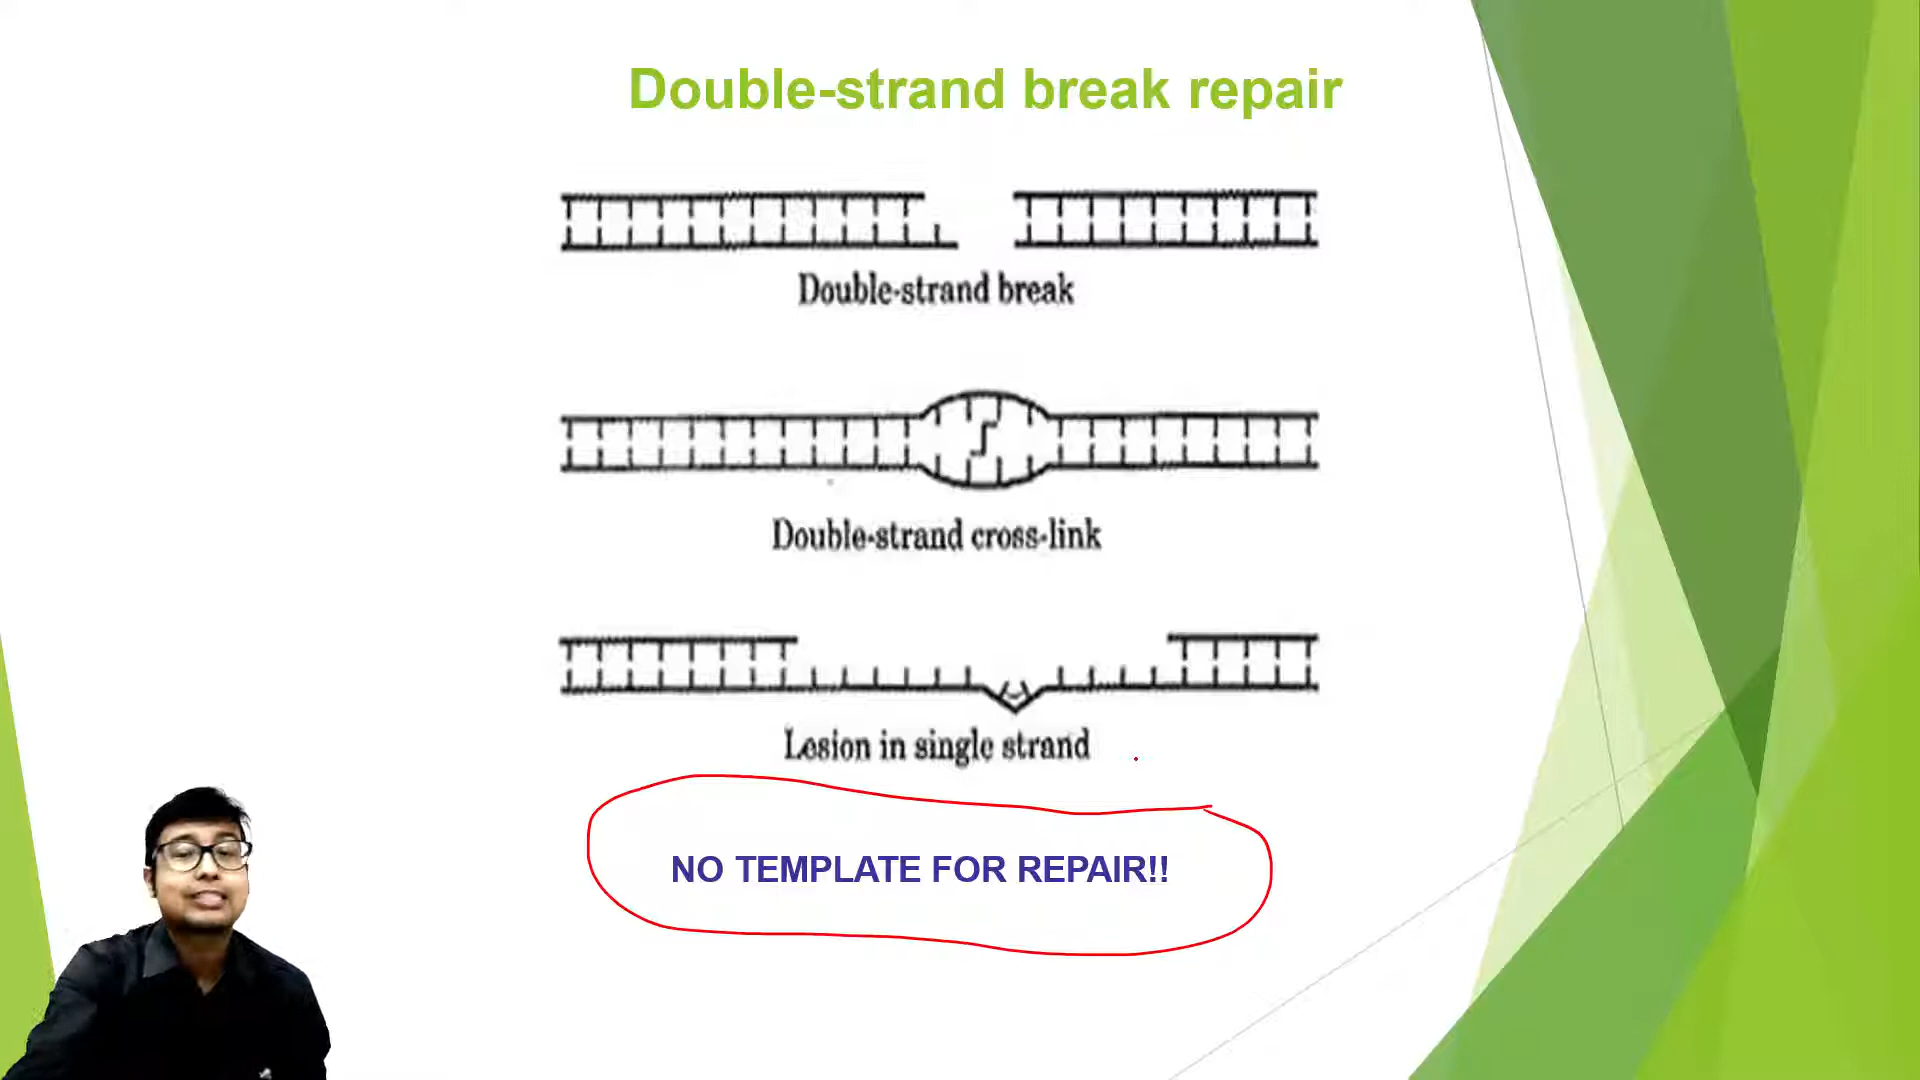 Double-strand break repair
Double-strand break
Double-strand cross-link
Lesion in single strand
NO TEMPLATE FOR REPAIR!!